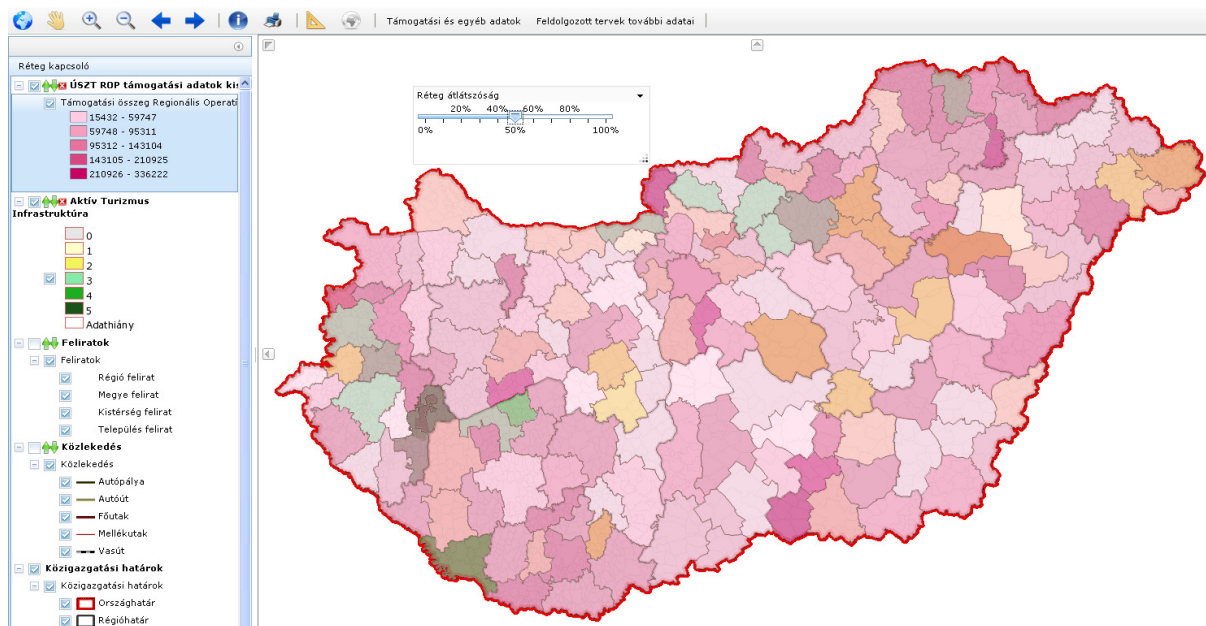 Támogatási és egyéb adatok
Feldolgozott tervek további adatai
Réteg kapcsoló
ÚSZT ROP támogatási adatok kis
Támogatási összeg Regionális Operatí
15432 - 59747
59748 - 95311
95312 - 143104
143105 - 210925
210926 - 336222
Aktív Turizmus
Infrastruktúra
0
1
2
3
4
5
Adathiány
Feliratok
Feliratok
Régió felirat
Megye felirat
Kistérség felirat
Település felirat
Közlekedés
Közlekedés
Autópálya
Autóút
Főutak
Mellékutak
Vasút
Közigazgatási határok
Közigazgatási határok
Országhatár
Régióhatár
Réteg átlátszóság
20% 40% 60% 80%
0% 50% 100%